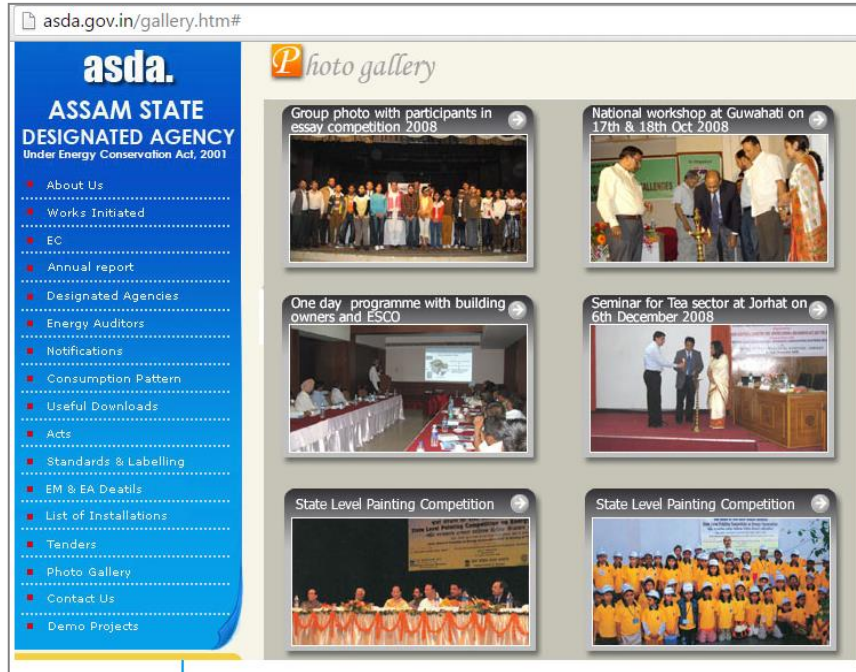 asda.gov.in/gallery.htm#
asda.
ASSAM STATE
DESIGNATED AGENCY
Under Energy Conservation Act, 2001
About Us
Works Initiated
EC
Annual report
Designated Agencies
Energy Auditors
Notifications
Consumption Pattern
Useful Downloads
Acts
Standards & Labelling
EM & EA Deatils
List of Installations
Tenders
Photo Gallery
Contact Us
Demo Projects
Photo gallery
Group photo with participants in
essay competition 2008
National workshop at Guwahati on
17th & 18th Oct 2008
One day programme with building
owners and ESCO
Seminar for Tea sector at Jorhat on
6th December 2008
State Level Painting Competition
State Level Painting Competition